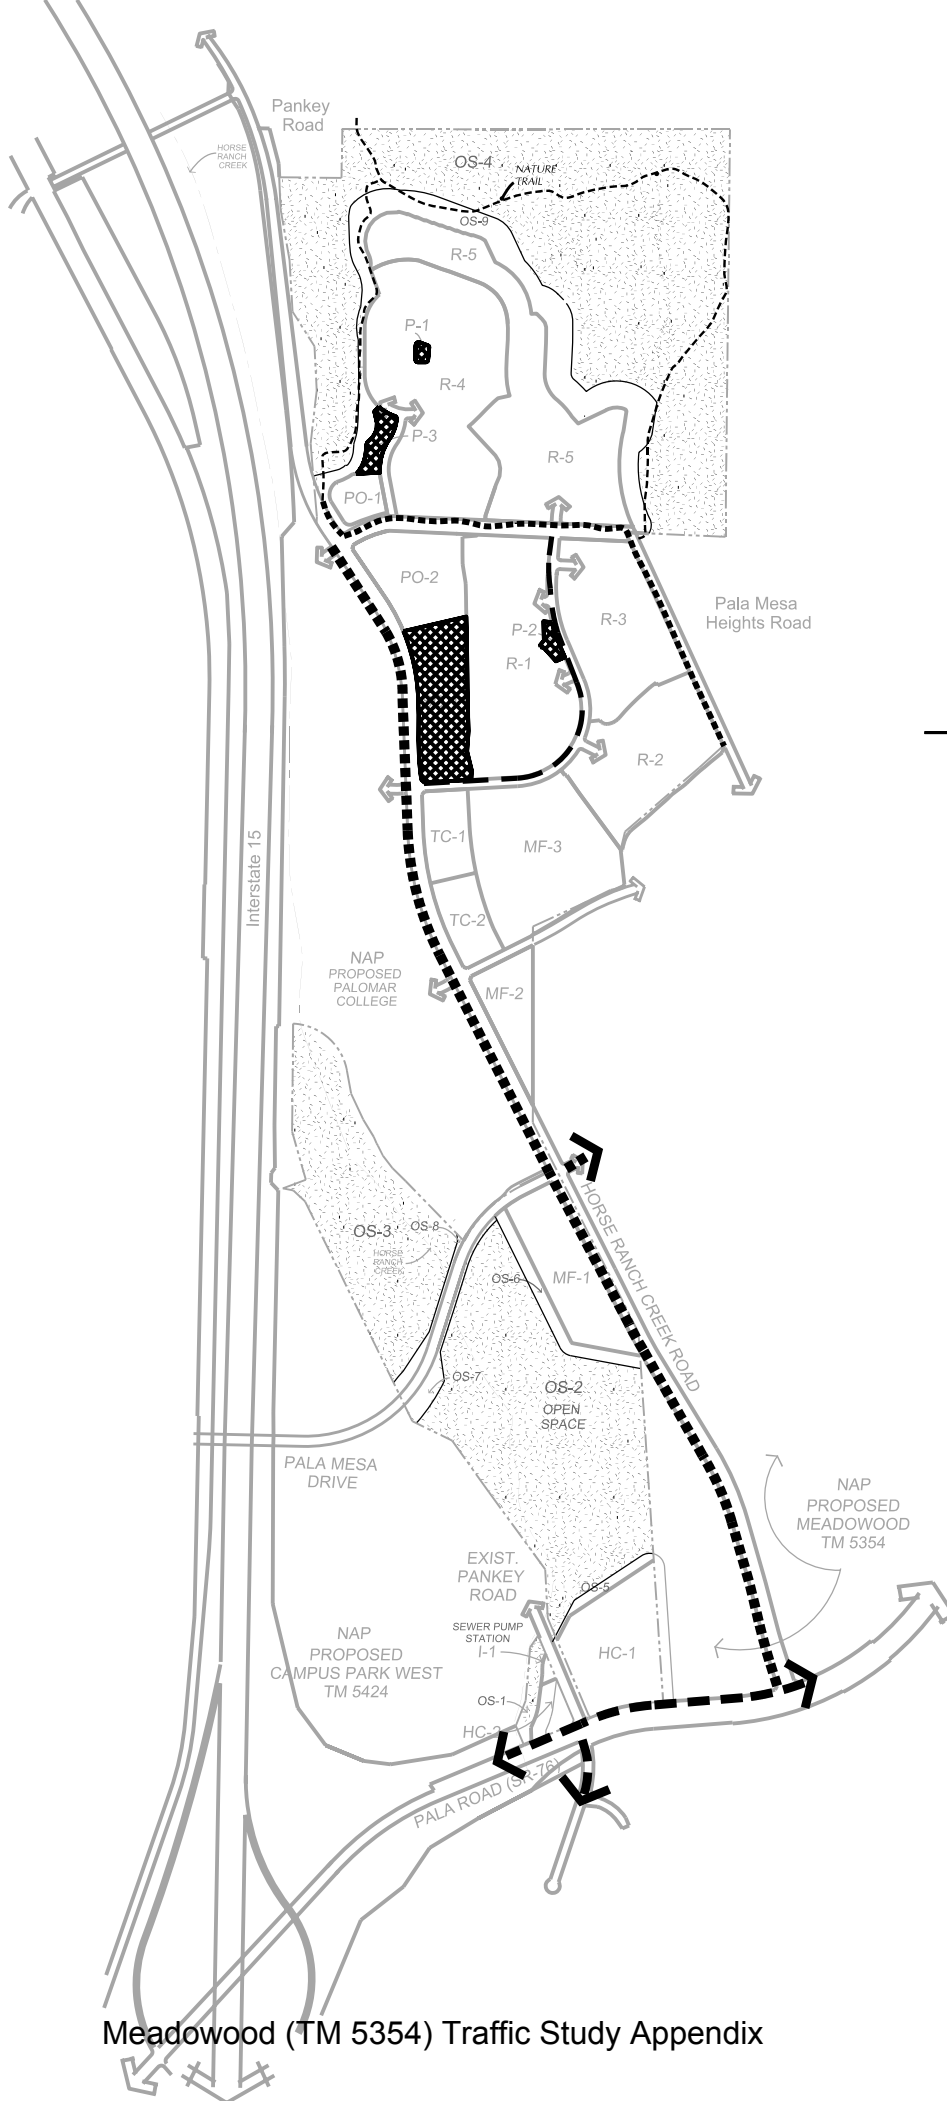 Pankey
Road
HORSE
RANCH
CREEK
OS-4
NATURE
TRAIL
OS-9
R-5
P-1
R-4
P-3
R-5
PO-1
PO-2
Pala Mesa
Heights Road
R-3
P-2
R-1
R-2
Interstate 15
TC-1
MF-3
TC-2
NAP
PROPOSED
PALOMAR
COLLEGE
MF-2
HORSE RANCH CREEK ROAD
OS-3
OS-8
HORSE
RANCH
CREEK
OS-6
MF-1
OS-7
OS-2
OPEN
SPACE
PALA MESA
DRIVE
NAP
PROPOSED
MEADOWOOD
TM 5354
EXIST.
PANKEY
ROAD
OS-5
SEWER PUMP
STATION
I-1
HC-1
NAP
PROPOSED
CAMPUS PARK WEST
TM 5424
OS-1
HC-2
PALA ROAD (SR-76)
Meadowood (TM 5354) Traffic Study Appendix